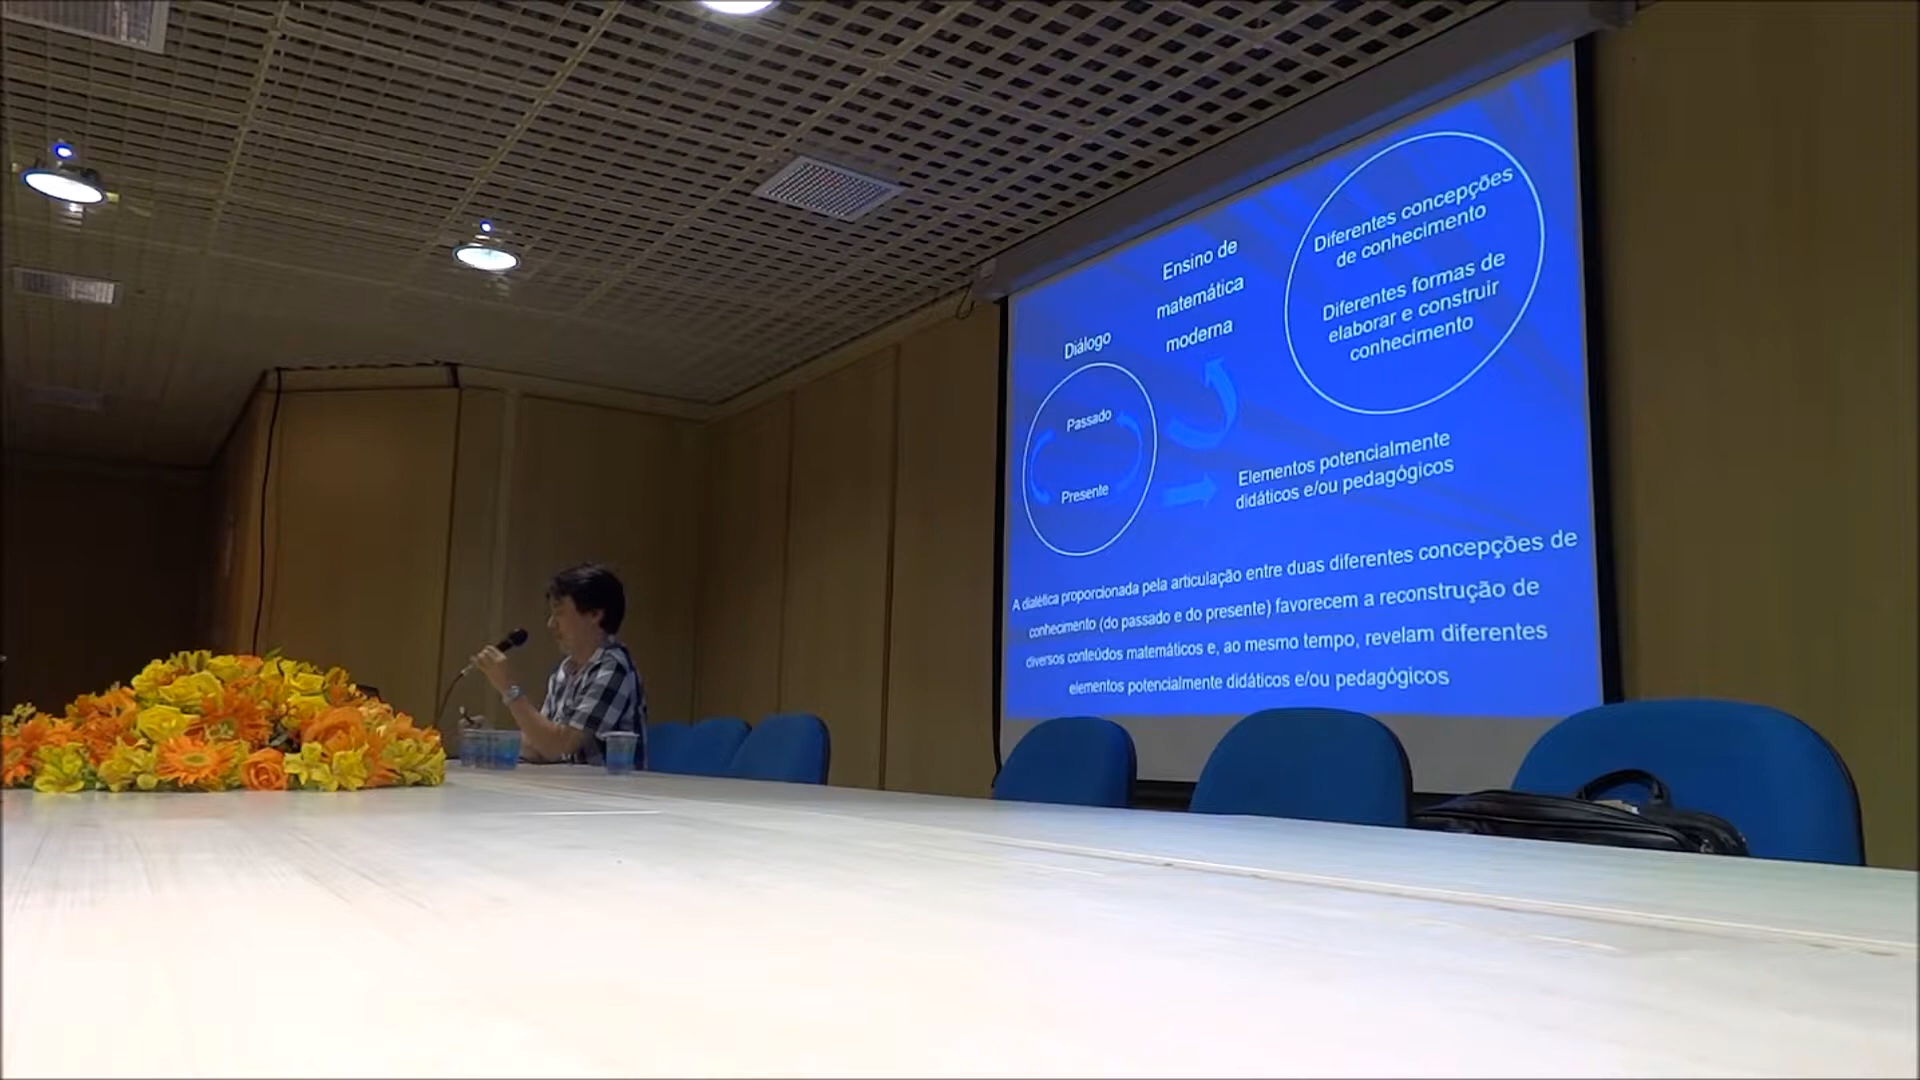 Ensino de
matemática
moderna
Diálogo
Passado
Presente
Diferentes concepções
de conhecimento
Diferentes formas de
elaborar e construir
conhecimento
Elementos potencialmente
didáticos e/ou pedagógicos
A dialética proporcionada pela articulação entre duas diferentes concepções de
conhecimento (do passado e do presente) favorecem a reconstrução de
diversos conteúdos matemáticos e, ao mesmo tempo, revelam diferentes
elementos potencialmente didáticos e/ou pedagógicos